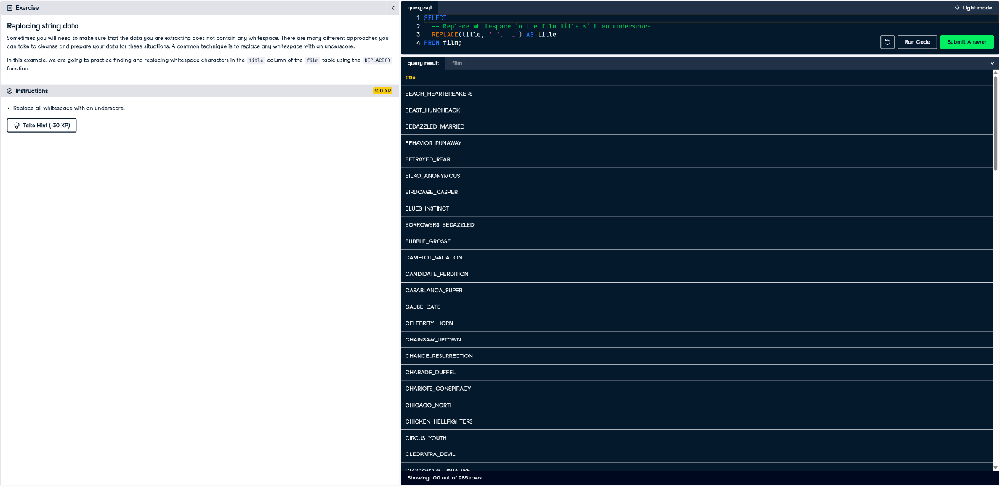 Exercise
Replacing string data
Sometimes you will need to make sure that the data you are extracting does not contain any whitespace. There are many different approaches you
can take to cleanse and prepare your data for these situations. A common technique is to replace any whitespace with an underscore.
In this example, we are going to practice finding and replacing whitespace characters in the title column of the film table using the REPLACE()
function.
Instructions
100 XP
Replace all whitespace with an underscore.
Take Hint (-30 XP)
query.sql
Light mode
1 SELECT
2 -- Replace whitespace in the film title with an underscore
3 REPLACE(title, ' ', '_') AS title
4 FROM film;
Run Code
Submit Answer
query result
film
title
BEACH_HEARTBREAKERS
BEAST_HUNCHBACK
BEDAZZLED_MARRIED
BEHAVIOR_RUNAWAY
BETRAYED_REAR
BILKO_ANONYMOUS
BIRDCAGE_CASPER
BLUES_INSTINCT
BORROWERS_BEDAZZLED
BUBBLE_GROSSE
CAMELOT_VACATION
CANDIDATE_PERDITION
CASABLANCA_SUPER
CAUSE_DATE
CELEBRITY_HORN
CHAINSAW_UPTOWN
CHANCE_RESURRECTION
CHARADE_DUFFEL
CHARIOTS_CONSPIRACY
CHICAGO_NORTH
CHICKEN_HELLFIGHTERS
CIRCUS_YOUTH
CLEOPATRA_DEVIL
CLOCKWORK_PARADISE
Showing 100 out of 985 rows